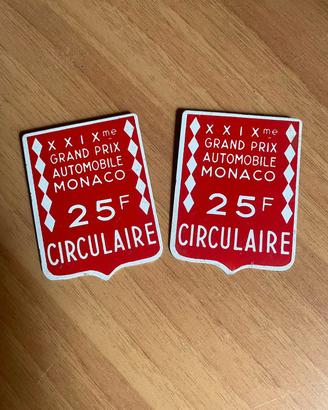 XXIXme
GRAND PRIX
AUTOMOBILE
MONACO
25F
CIRCULAIRE
XXIXme
GRAND PRIX
AUTOMOBILE
MONACO
25F
CIRCULAIRE